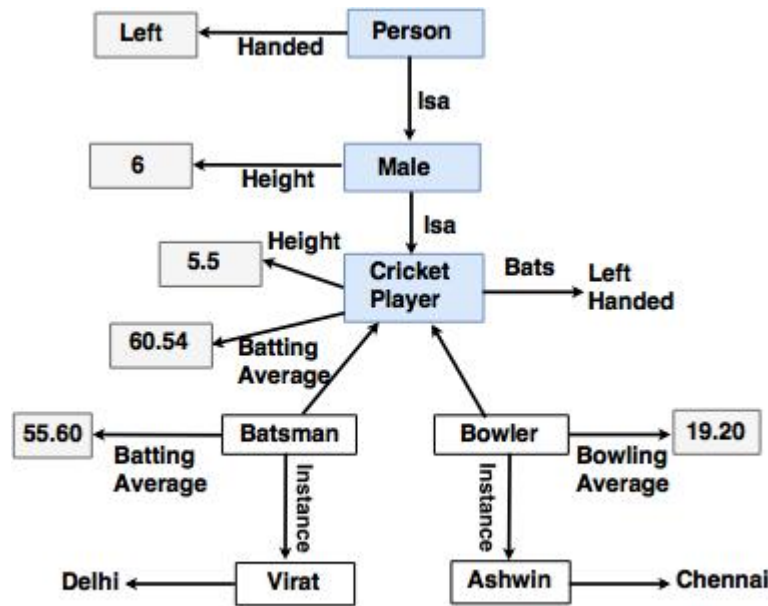 Left
Handed
Person
Isa
6
Height
Male
Isa
5.5
Height
Cricket
Player
Bats
Left
Handed
60.54
Batting
Average
55.60
Batting
Average
Batsman
Bowler
Bowling
Average
19.20
Instance
Instance
Delhi
Virat
Ashwin
Chennai